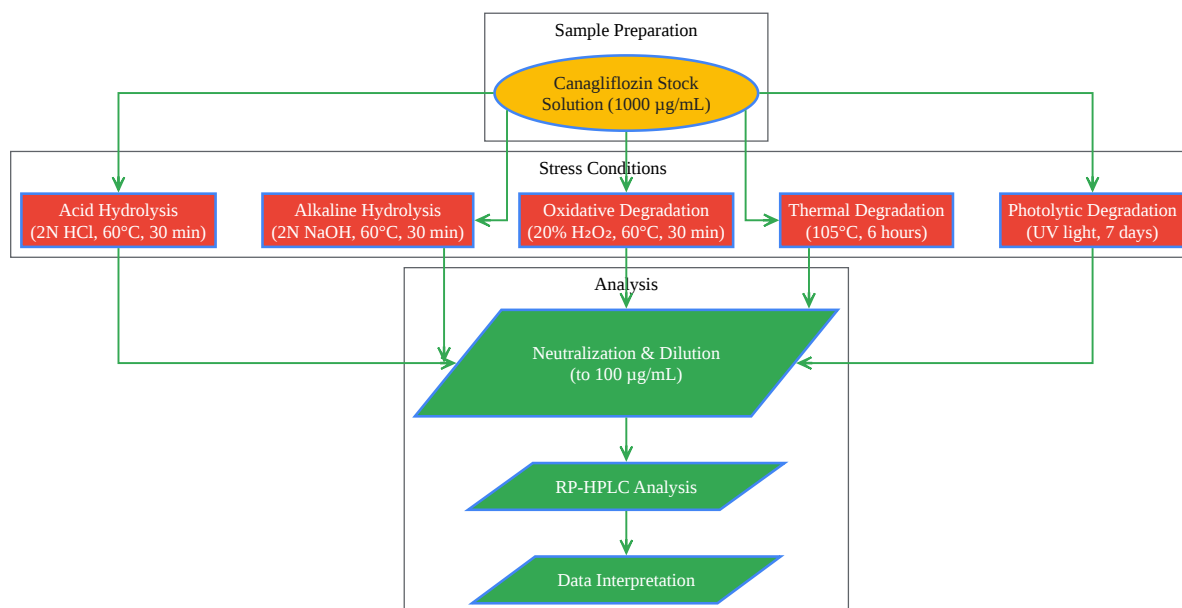 Sample Preparation
Canagliflozin Stock
Solution (1000 µg/mL)
Stress Conditions
Acid Hydrolysis
(2N HCl, 60°C, 30 min)
Alkaline Hydrolysis
(2N NaOH, 60°C, 30 min)
Oxidative Degradation
(20% H₂O₂, 60°C, 30 min)
Thermal Degradation
(105°C, 6 hours)
Photolytic Degradation
(UV light, 7 days)
Analysis
Neutralization & Dilution
(to 100 µg/mL)
RP-HPLC Analysis
Data Interpretation